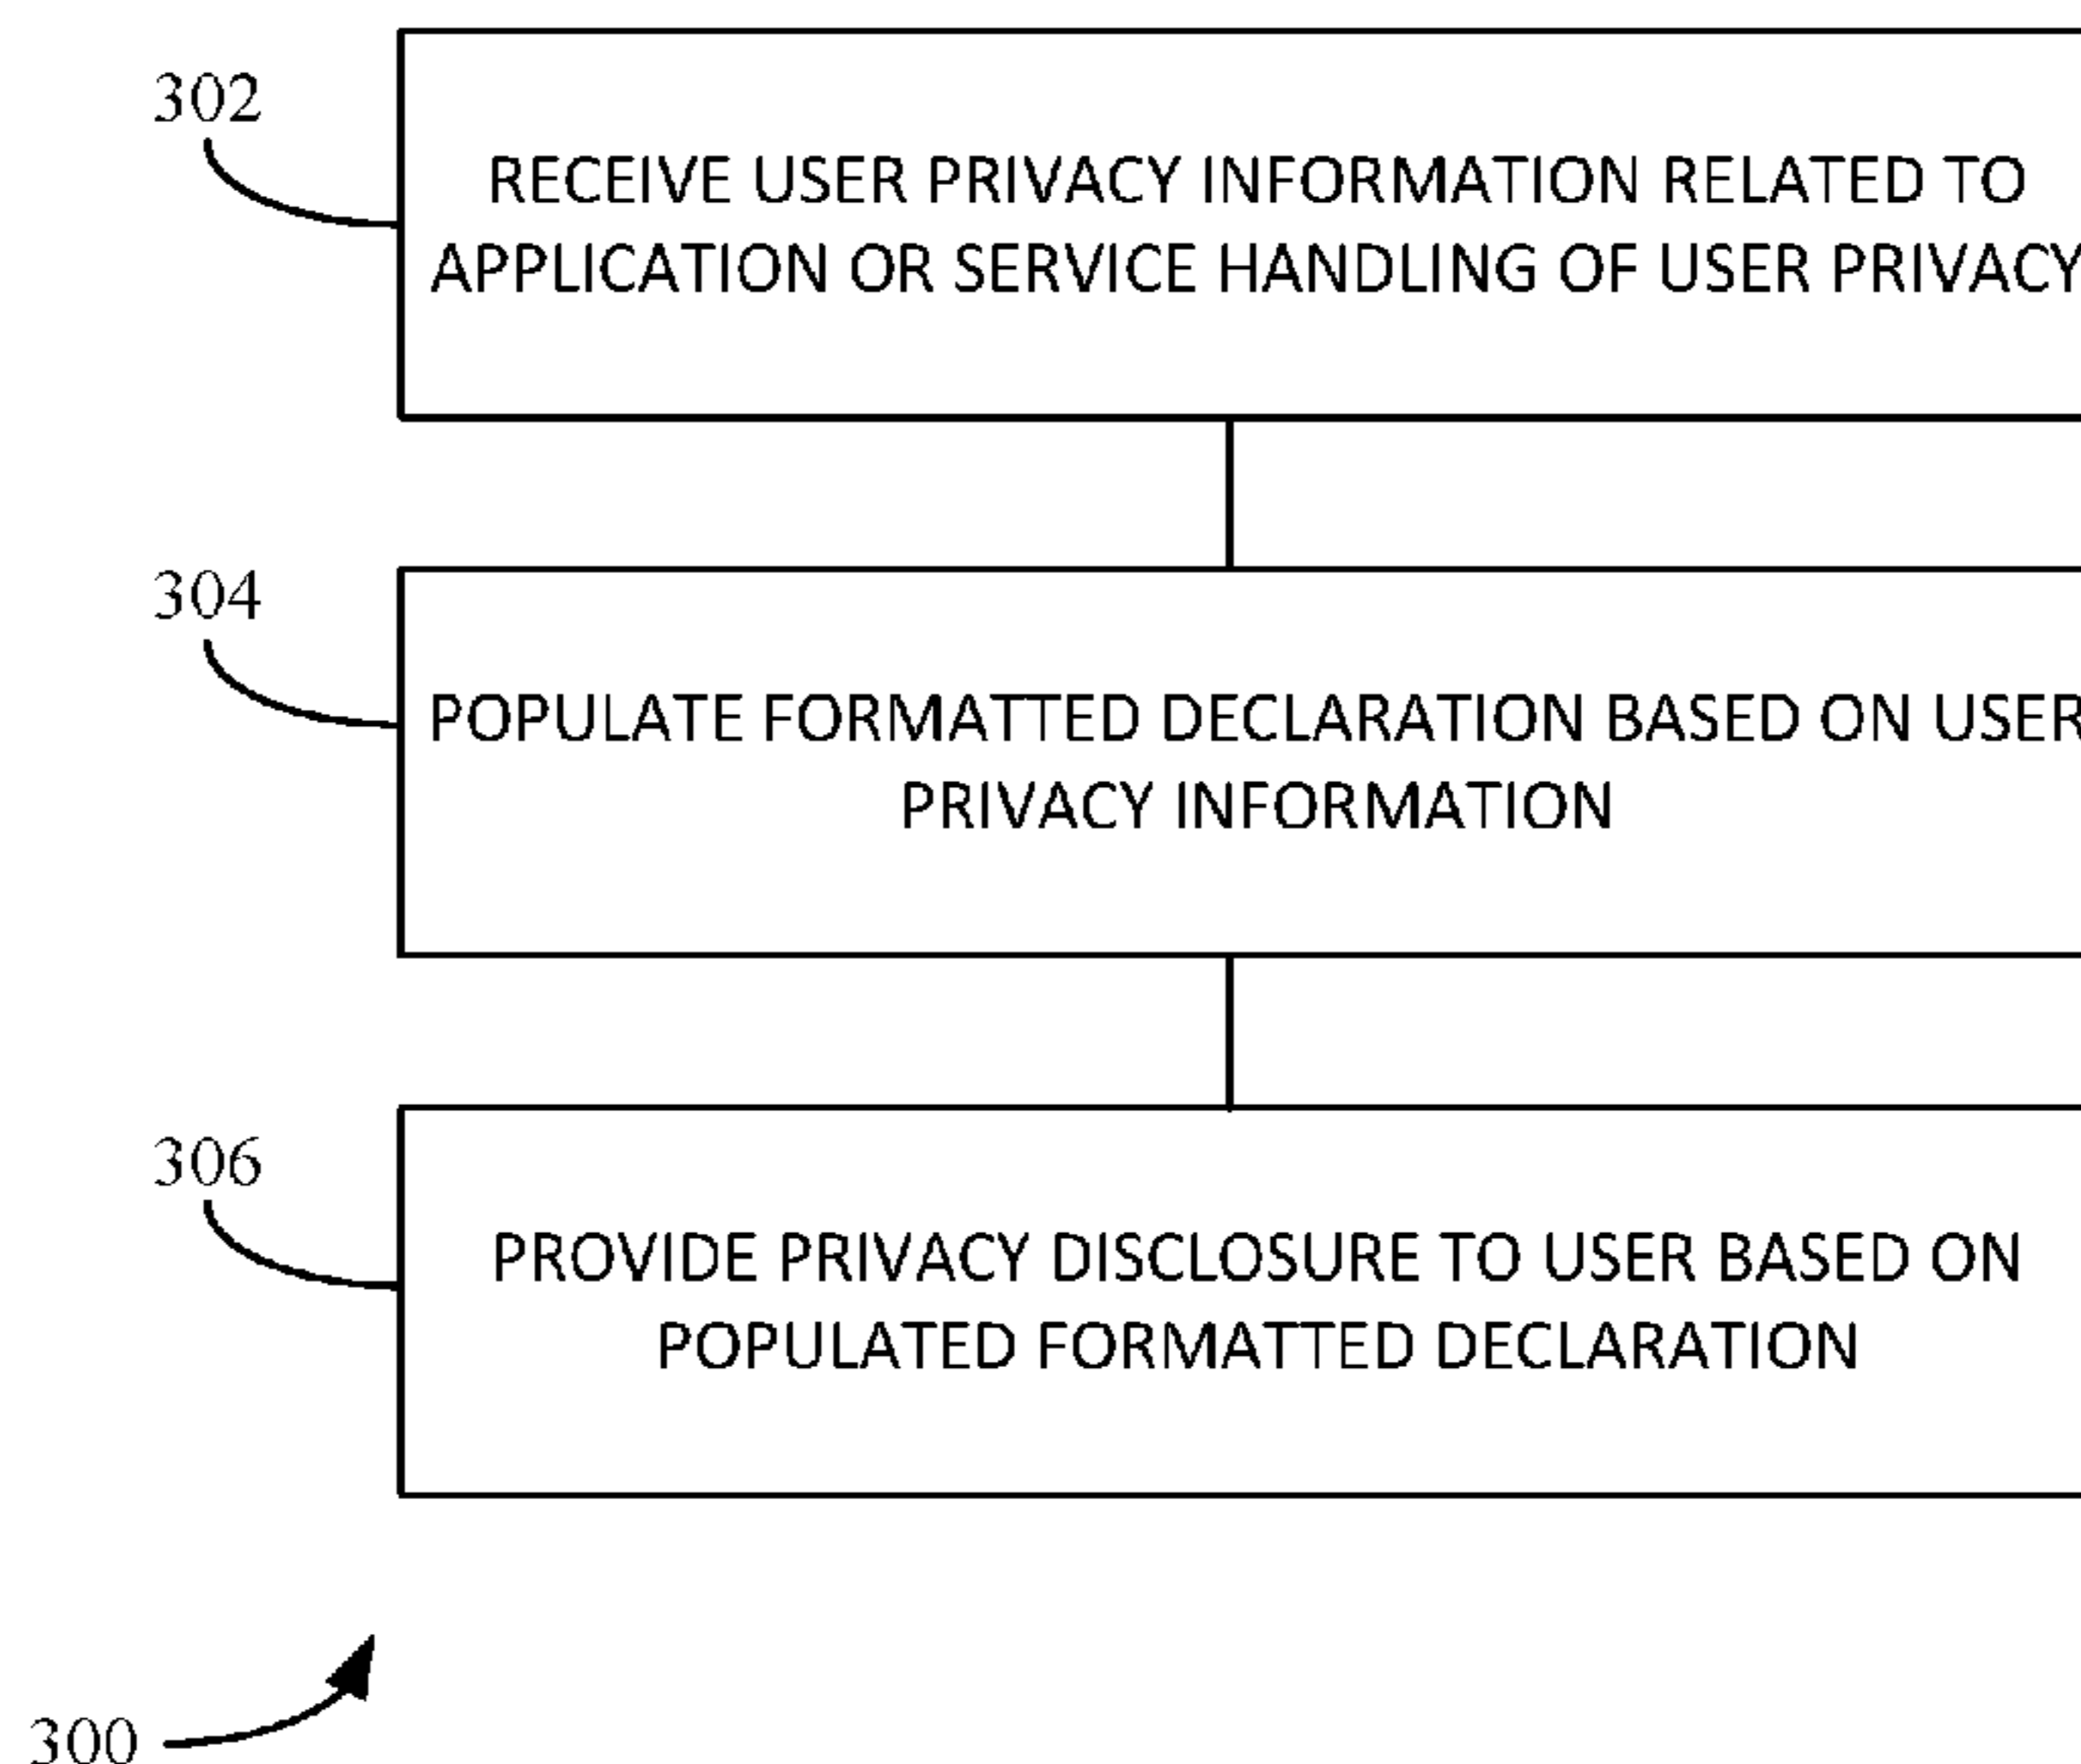 302
RECEIVE USER PRIVACY INFORMATION RELATED TO
APPLICATION OR SERVICE HANDLING OF USER PRIVACY
304
POPULATE FORMATTED DECLARATION BASED ON USER
PRIVACY INFORMATION
306
PROVIDE PRIVACY DISCLOSURE TO USER BASED ON
POPULATED FORMATTED DECLARATION
300